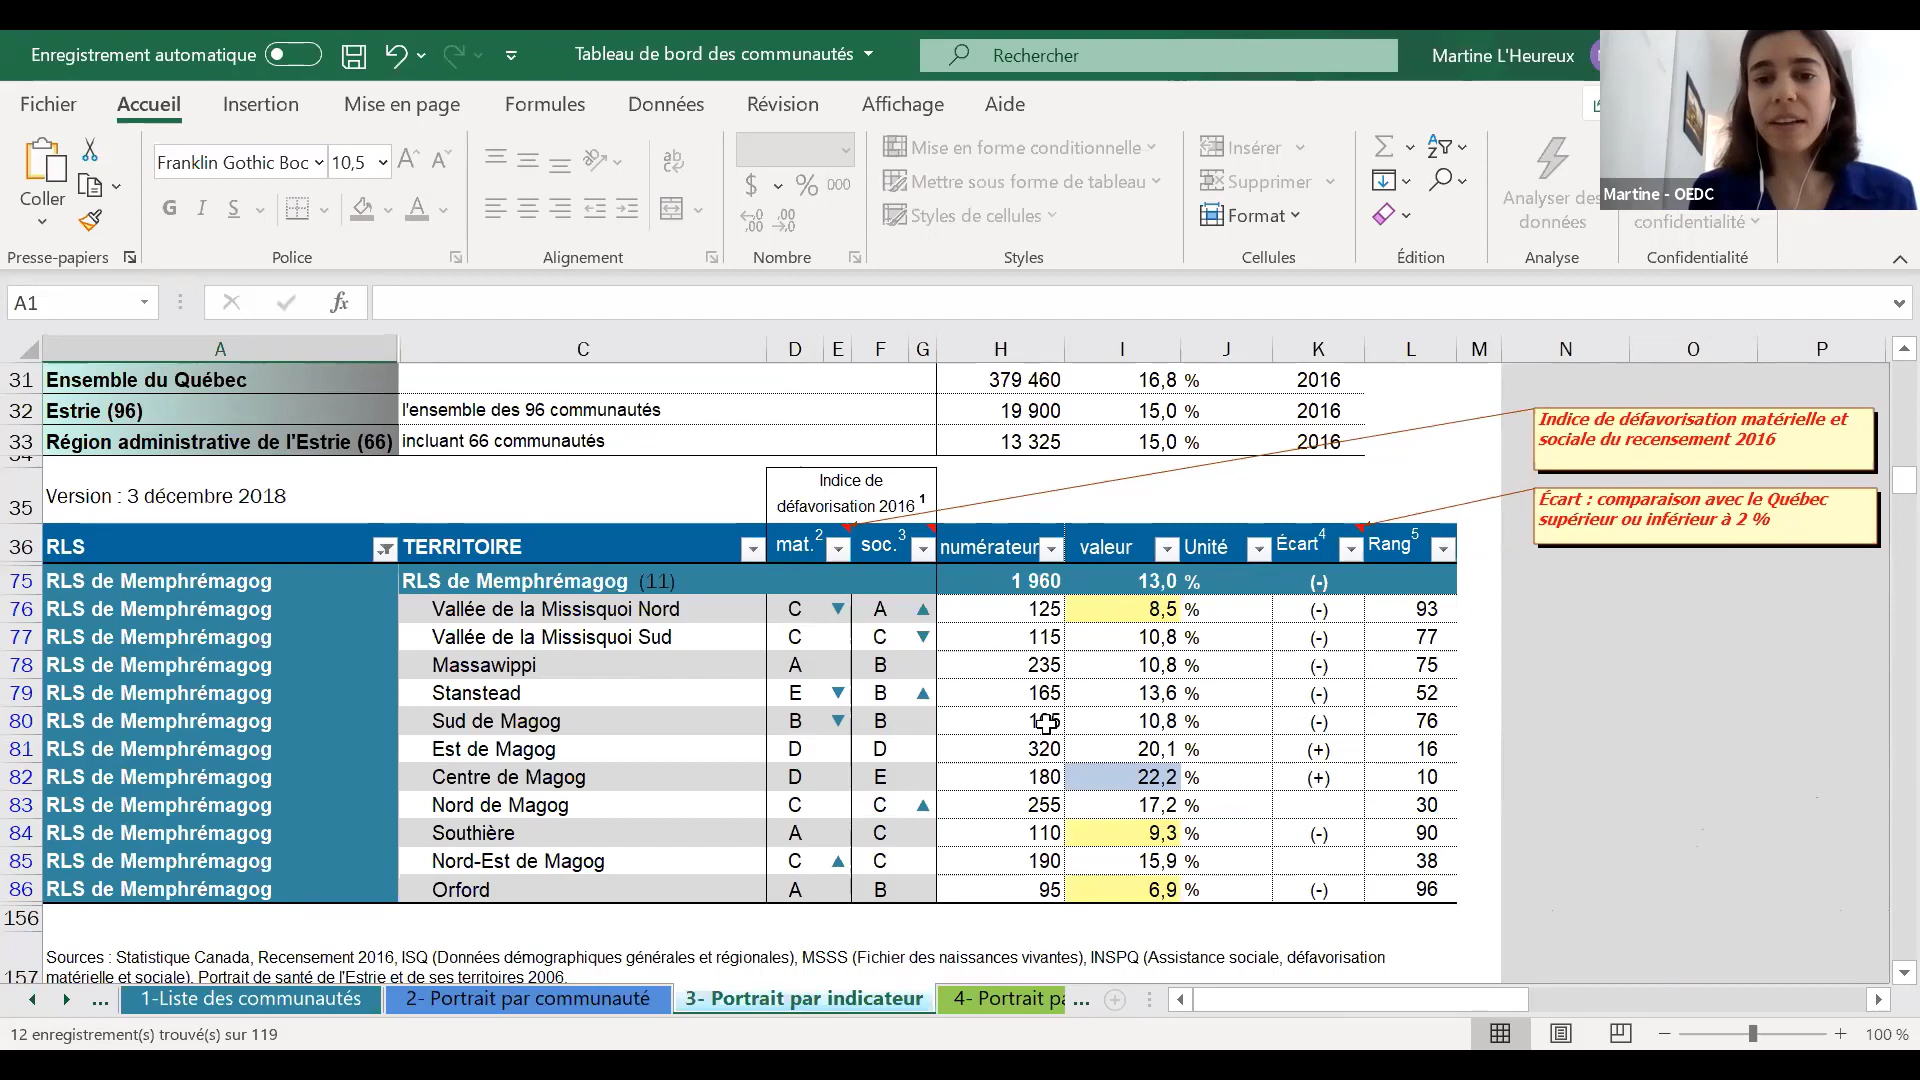 Enregistrement automatique Tableau de bord des communautés Rechercher Martine L'Heureux
Fichier Accueil Insertion Mise en page Formules Données Révision Affichage Aide
Franklin Gothic Boc 10,5 Mise en forme conditionnelle Insérer
Coller Mettre sous forme de tableau Supprimer Analyser des données
Styles de cellules Format confidentialité
Martine - OEDC
Presse-papiers Police Alignement Nombre Styles Cellules Édition Analyse Confidentialité
A1 fx
A C D E F G H I J K L M N O P
31 Ensemble du Québec 379 460 16,8 % 2016
32 Estrie (96) l'ensemble des 96 communautés 19 900 15,0 % 2016
33 Région administrative de l'Estrie (66) incluant 66 communautés 13 325 15,0 % 2016
34
Indice de défavorisation matérielle et
sociale du recensement 2016
35 Version : 3 décembre 2018 Indice de
défavorisation 2016 1
Écart : comparaison avec le Québec
supérieur ou inférieur à 2 %
36 RLS TERRITOIRE mat.2 soc.3 numérateur valeur Unité Écart4 Rang5
75 RLS de Memphrémagog RLS de Memphrémagog (11) 1 960 13,0 % (-)
76 RLS de Memphrémagog Vallée de la Missisquoi Nord C ▼ A ▲ 125 8,5 % (-) 93
77 RLS de Memphrémagog Vallée de la Missisquoi Sud C C ▼ 115 10,8 % (-) 77
78 RLS de Memphrémagog Massawippi A B 235 10,8 % (-) 75
79 RLS de Memphrémagog Stanstead E ▼ B ▲ 165 13,6 % (-) 52
80 RLS de Memphrémagog Sud de Magog B ▼ B 10,8 % (-) 76
81 RLS de Memphrémagog Est de Magog D D 320 20,1 % (+) 16
82 RLS de Memphrémagog Centre de Magog D E 180 22,2 % (+) 10
83 RLS de Memphrémagog Nord de Magog C C ▲ 255 17,2 % 30
84 RLS de Memphrémagog Southière A C 110 9,3 % (-) 90
85 RLS de Memphrémagog Nord-Est de Magog C ▲ C 190 15,9 % 38
86 RLS de Memphrémagog Orford A B 95 6,9 % (-) 96
156
Sources : Statistique Canada, Recensement 2016, ISQ (Données démographiques générales et régionales), MSSS (Fichier des naissances vivantes), INSPQ (Assistance sociale, défavorisation
157 matérielle et sociale). Portrait de santé de l'Estrie et de ses territoires 2006.
... 1-Liste des communautés 2- Portrait par communauté 3- Portrait par indicateur 4- Portrait pa ...
12 enregistrement(s) trouvé(s) sur 119 100 %